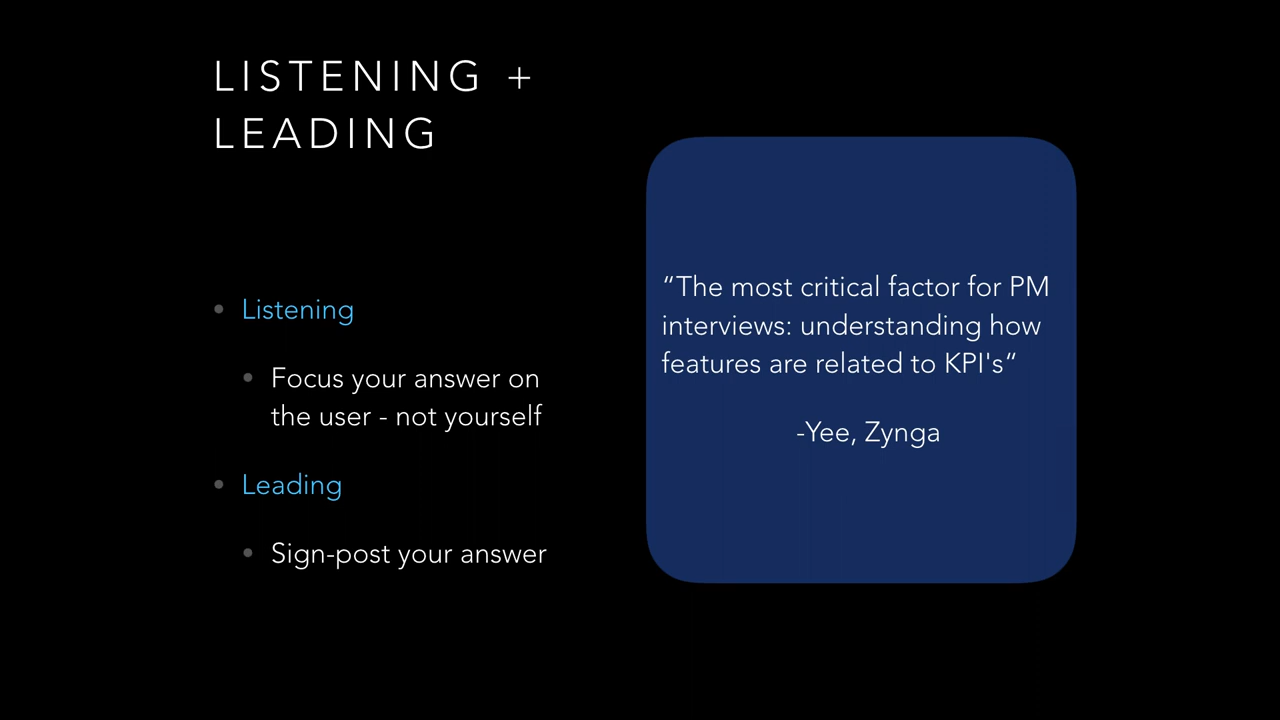 LISTENING +
LEADING
• Listening
• Focus your answer on
the user - not yourself
• Leading
• Sign-post your answer
“The most critical factor for PM
interviews: understanding how
features are related to KPI's“
-Yee, Zynga